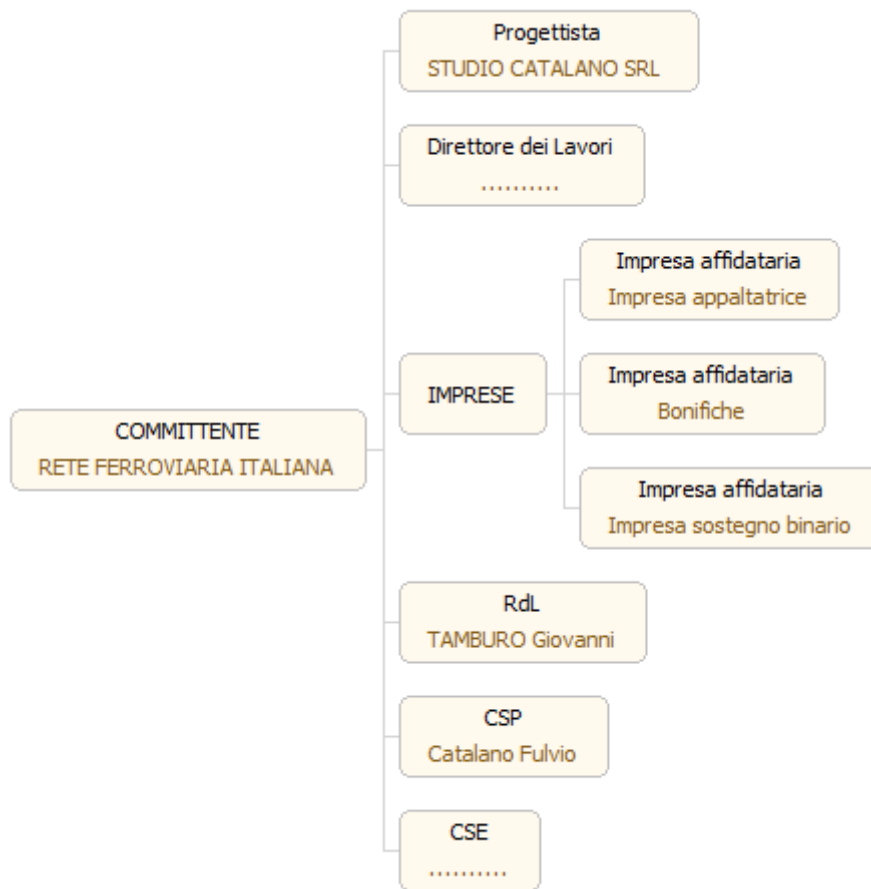 Progettista
STUDIO CATALANO SRL
Direttore dei Lavori
..........
Impresa affidataria
Impresa appaltatrice
IMPRESE
Impresa affidataria
Bonifiche
COMMITTENTE
RETE FERROVIARIA ITALIANA
Impresa affidataria
Impresa sostegno binario
RdL
TAMBURO Giovanni
CSP
Catalano Fulvio
CSE
..........